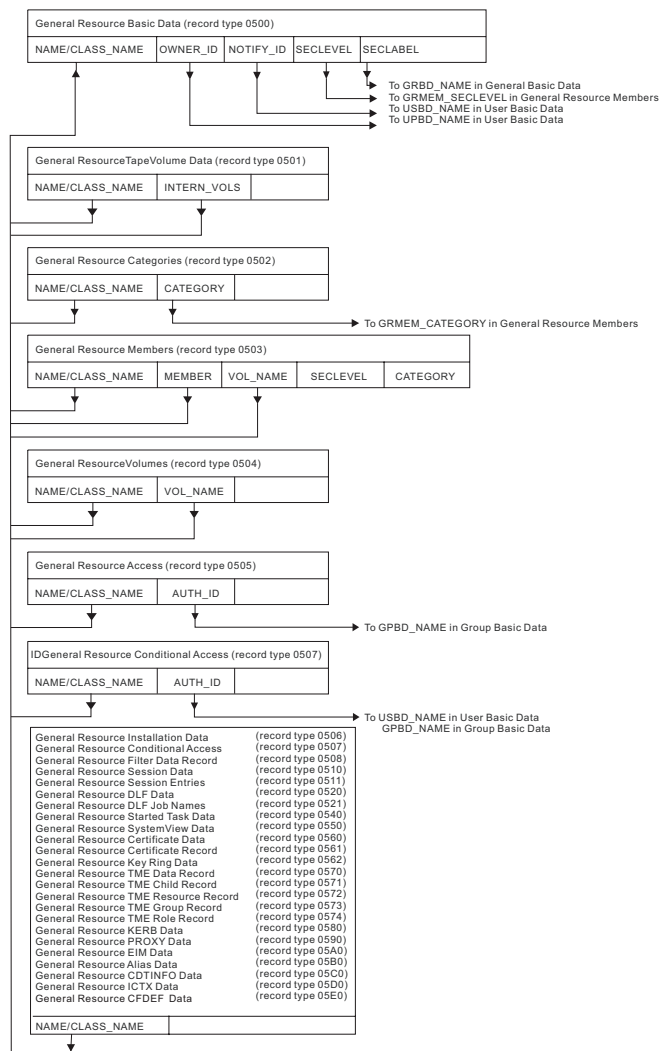 General Resource Basic Data (record type 0500)
NAME/CLASS_NAME OWNER_ID NOTIFY_ID SECLEVEL SECLABEL
To GRBD_NAME in General Basic Data
To GRMEM_SECLEVEL in General Resource Members
To USBD_NAME in User Basic Data
To UPBD_NAME in User Basic Data
General ResourceTapeVolume Data (record type 0501)
NAME/CLASS_NAME INTERN_VOLS
General Resource Categories (record type 0502)
NAME/CLASS_NAME CATEGORY
To GRMEM_CATEGORY in General Resource Members
General Resource Members (record type 0503)
NAME/CLASS_NAME MEMBER VOL_NAME SECLEVEL CATEGORY
General ResourceVolumes (record type 0504)
NAME/CLASS_NAME VOL_NAME
General Resource Access (record type 0505)
NAME/CLASS_NAME AUTH_ID
To GPBD_NAME in Group Basic Data
IDGeneral Resource Conditional Access (record type 0507)
NAME/CLASS_NAME AUTH_ID
To USBD_NAME in User Basic Data
GPBD_NAME in Group Basic Data
General Resource Installation Data (record type 0506)
General Resource Conditional Access (record type 0507)
General Resource Filter Data Record (record type 0508)
General Resource Session Data (record type 0510)
General Resource Session Entries (record type 0511)
General Resource DLF Data (record type 0520)
General Resource DLF Job Names (record type 0521)
General Resource Started Task Data (record type 0540)
General Resource SystemView Data (record type 0550)
General Resource Certificate Data (record type 0560)
General Resource Certificate Record (record type 0561)
General Resource Key Ring Data (record type 0562)
General Resource TME Data Record (record type 0570)
General Resource TME Child Record (record type 0571)
General Resource TME Resource Record (record type 0572)
General Resource TME Group Record (record type 0573)
General Resource TME Role Record (record type 0574)
General Resource KERB Data (record type 0580)
General Resource PROXY Data (record type 0590)
General Resource EIM Data (record type 05A0)
General Resource Alias Data (record type 05B0)
General Resource CDTINFO Data (record type 05C0)
General Resource ICTX Data (record type 05D0)
General Resource CFDEF Data (record type 05E0)
NAME/CLASS_NAME